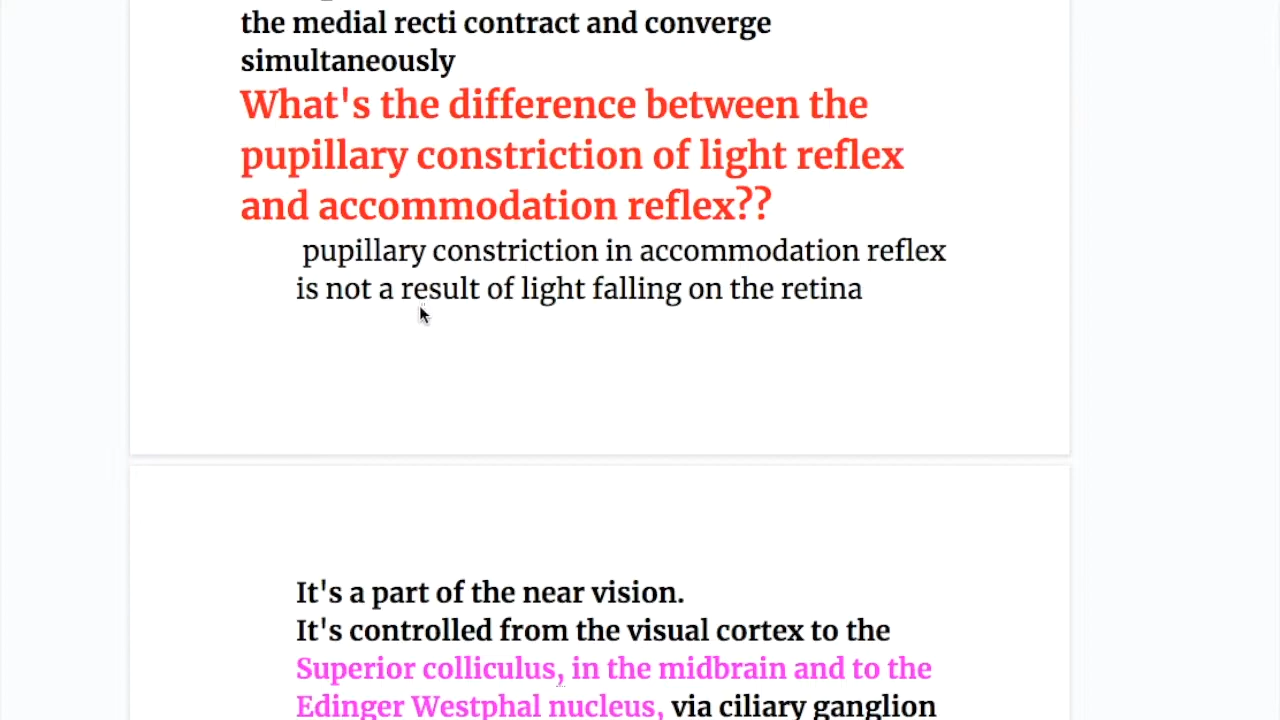 the medial recti contract and converge
simultaneously
What's the difference between the
pupillary constriction of light reflex
and accommodation reflex??
pupillary constriction in accommodation reflex
is not a result of light falling on the retina
It's a part of the near vision.
It's controlled from the visual cortex to the
Superior colliculus, in the midbrain and to the
Edinger Westphal nucleus, via ciliary ganglion